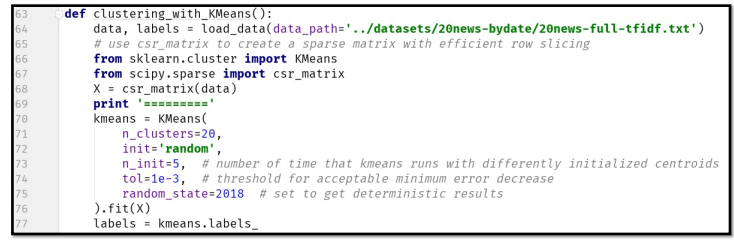 63 def clustering_with_KMeans():
64 data, labels = load_data(data_path='../datasets/20news-bydate/20news-full-tfidf.txt')
65 # use csr_matrix to create a sparse matrix with efficient row slicing
66 from sklearn.cluster import KMeans
67 from scipy.sparse import csr_matrix
68 X = csr_matrix(data)
69 print '========='
70 kmeans = KMeans(
71 n_clusters=20,
72 init='random',
73 n_init=5, # number of time that kmeans runs with differently initialized centroids
74 tol=1e-3, # threshold for acceptable minimum error decrease
75 random_state=2018 # set to get deterministic results
76 ).fit(X)
77 labels = kmeans.labels_